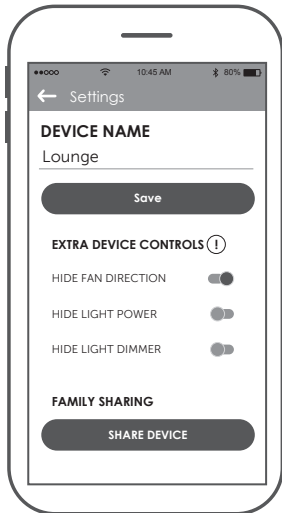 10:45 AM 80%
Settings
DEVICE NAME
Lounge
Save
EXTRA DEVICE CONTROLS !
HIDE FAN DIRECTION
HIDE LIGHT POWER
HIDE LIGHT DIMMER
FAMILY SHARING
SHARE DEVICE